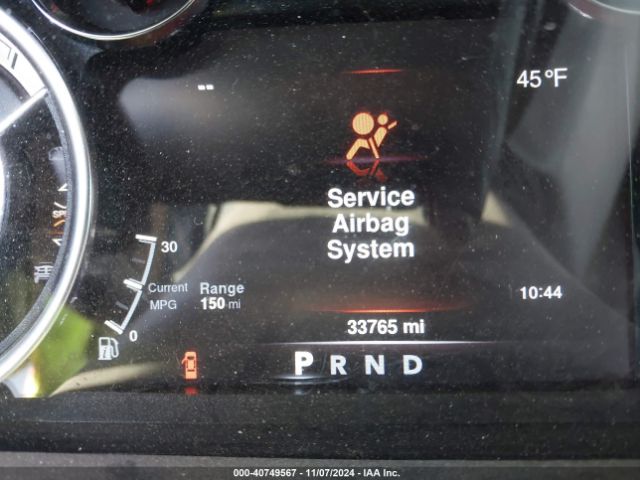 --
45°F
Service
Airbag
System
30
Current
MPG
Range
150 mi
0
10:44
33765 mi
P R N D
000-40749567 - 11/07/2024 - IAA Inc.